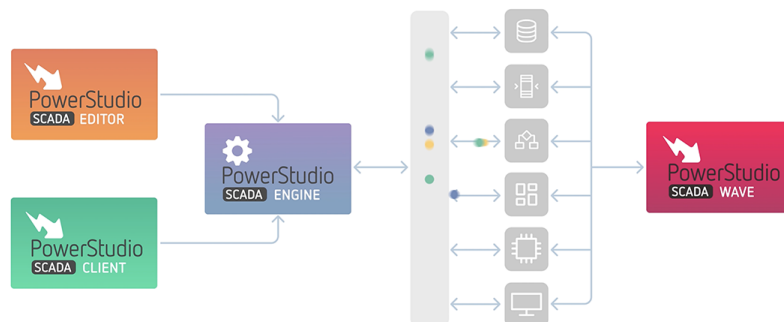 PowerStudio
SCADA EDITOR
PowerStudio
SCADA ENGINE
PowerStudio
SCADA CLIENT
PowerStudio
SCADA WAVE